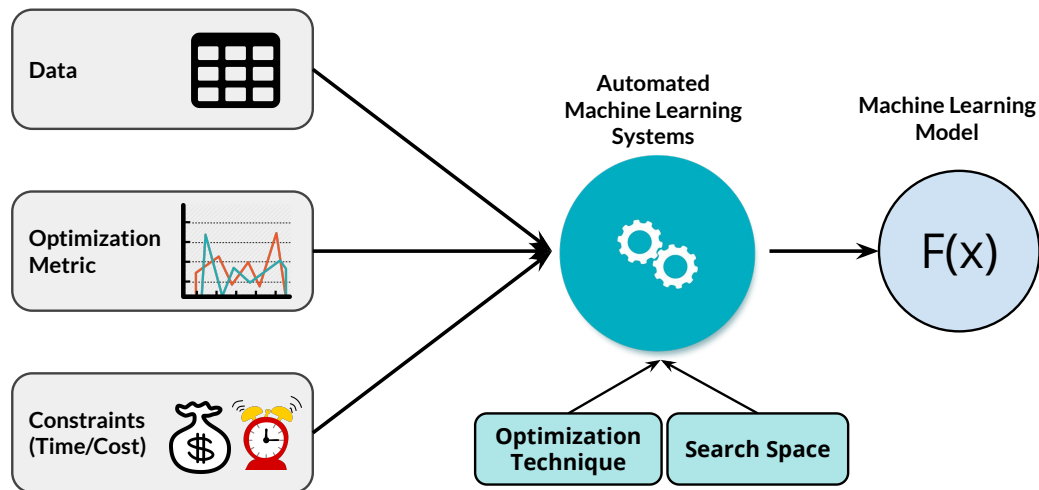 Data
Optimization
Metric
Constraints
(Time/Cost)
$
Automated
Machine Learning
Systems
Optimization
Technique
Search Space
Machine Learning
Model
F(x)